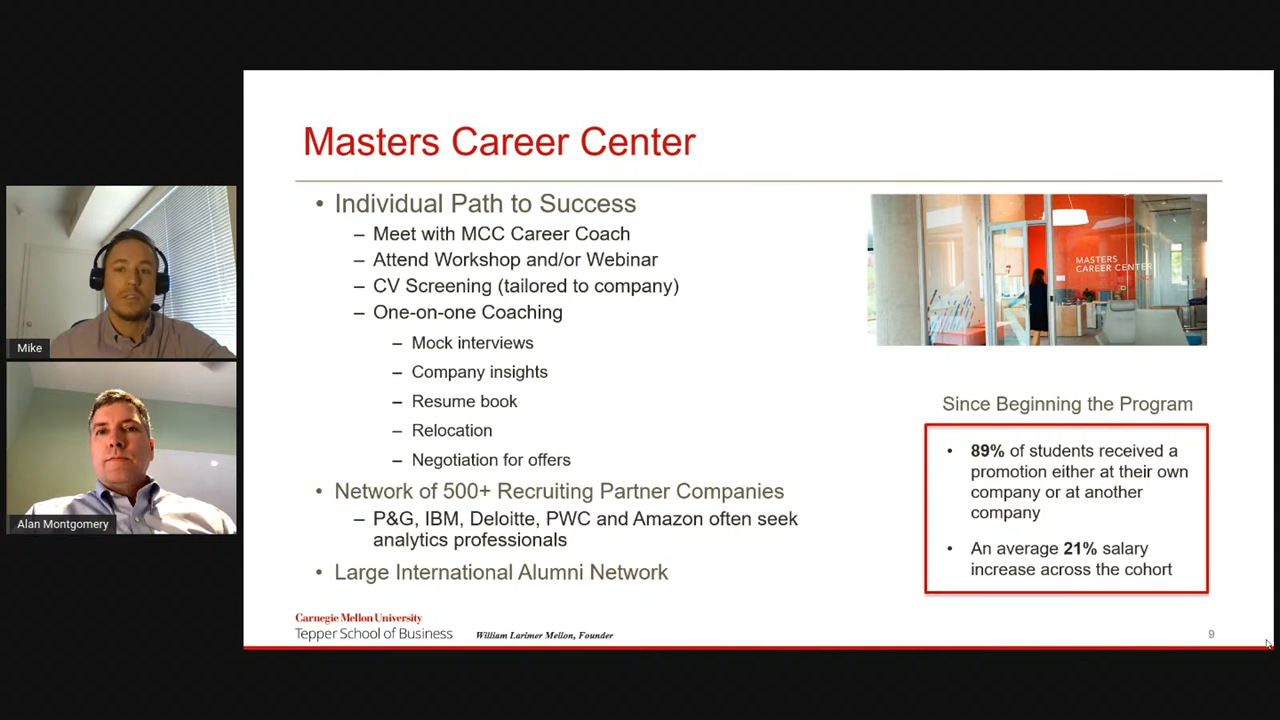 Masters Career Center
• Individual Path to Success
– Meet with MCC Career Coach
– Attend Workshop and/or Webinar
– CV Screening (tailored to company)
– One-on-one Coaching
– Mock interviews
– Company insights
– Resume book
– Relocation
– Negotiation for offers
• Network of 500+ Recruiting Partner Companies
– P&G, IBM, Deloitte, PWC and Amazon often seek
analytics professionals
• Large International Alumni Network
MASTERS
CAREER CENTER
Since Beginning the Program
• 89% of students received a
promotion either at their own
company or at another
company
• An average 21% salary
increase across the cohort
Mike
Alan Montgomery
Carnegie Mellon University
Tepper School of Business
William Larimer Mellon, Founder
9